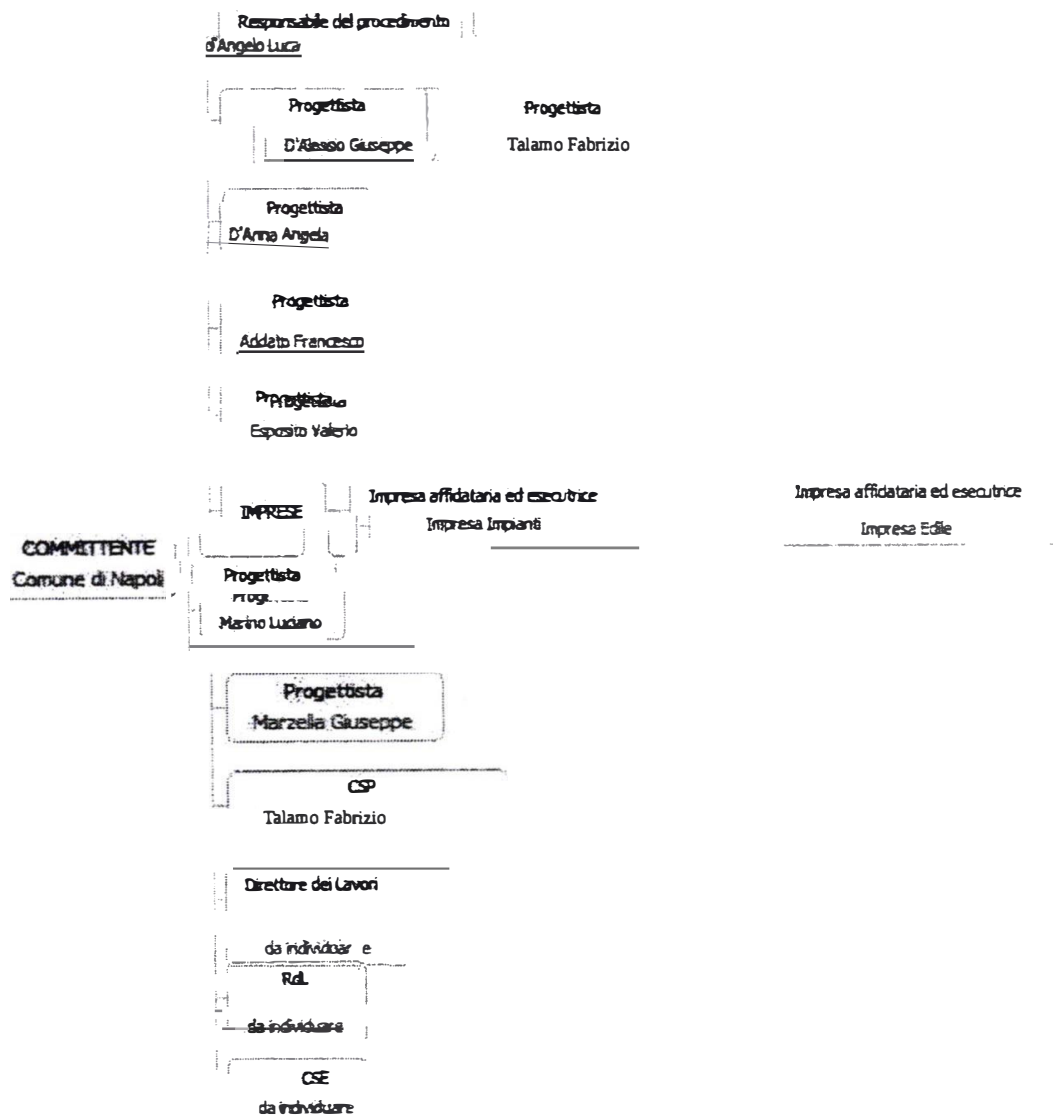 Responsabile del procedimento
d'Angelo Luca
Progettista
Progettista
D'Alessio Giuseppe
Talamo Fabrizio
Progettista
D'Anna Angela
Progettista
Addato Francesco
Progettista
Progettista
Esposito Valerio
IMPRESE
Impresa affidataria ed esecutrice
Impresa Impianti
Impresa affidataria ed esecutrice
Impresa Edile
COMMITTENTE
Comune di Napoli
Progettista
Marino Luciano
Progettista
Marzella Giuseppe
CSP
Talamo Fabrizio
Direttore dei Lavori
da individuar e
RdL
da individuare
CSE
da individuare